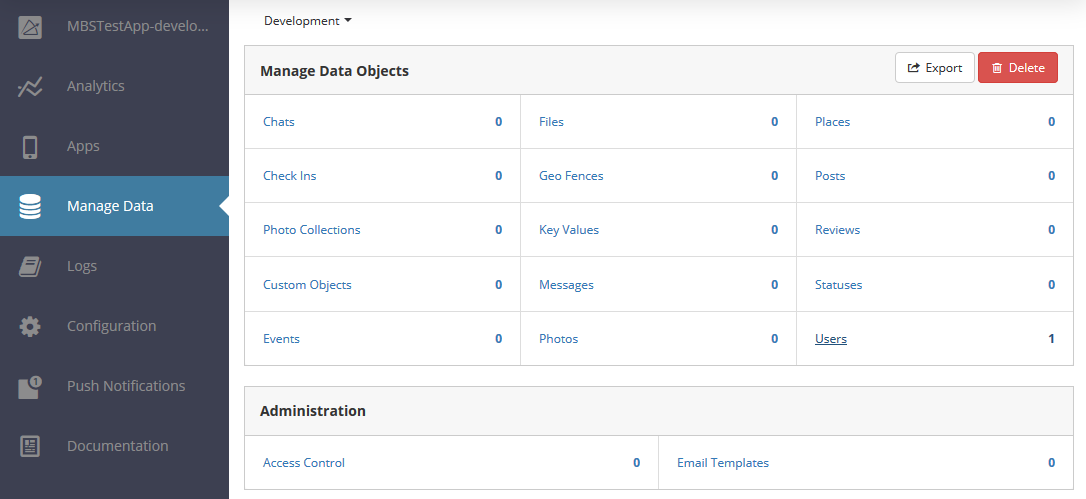 MBSTestApp-develo...
Analytics
Apps
Manage Data
Logs
Configuration
Push Notifications
1
Documentation
Development
Manage Data Objects
Export
Delete
Chats 0 Files 0 Places 0
Check Ins 0 Geo Fences 0 Posts 0
Photo Collections 0 Key Values 0 Reviews 0
Custom Objects 0 Messages 0 Statuses 0
Events 0 Photos 0 Users 1
Administration
Access Control 0 Email Templates 0